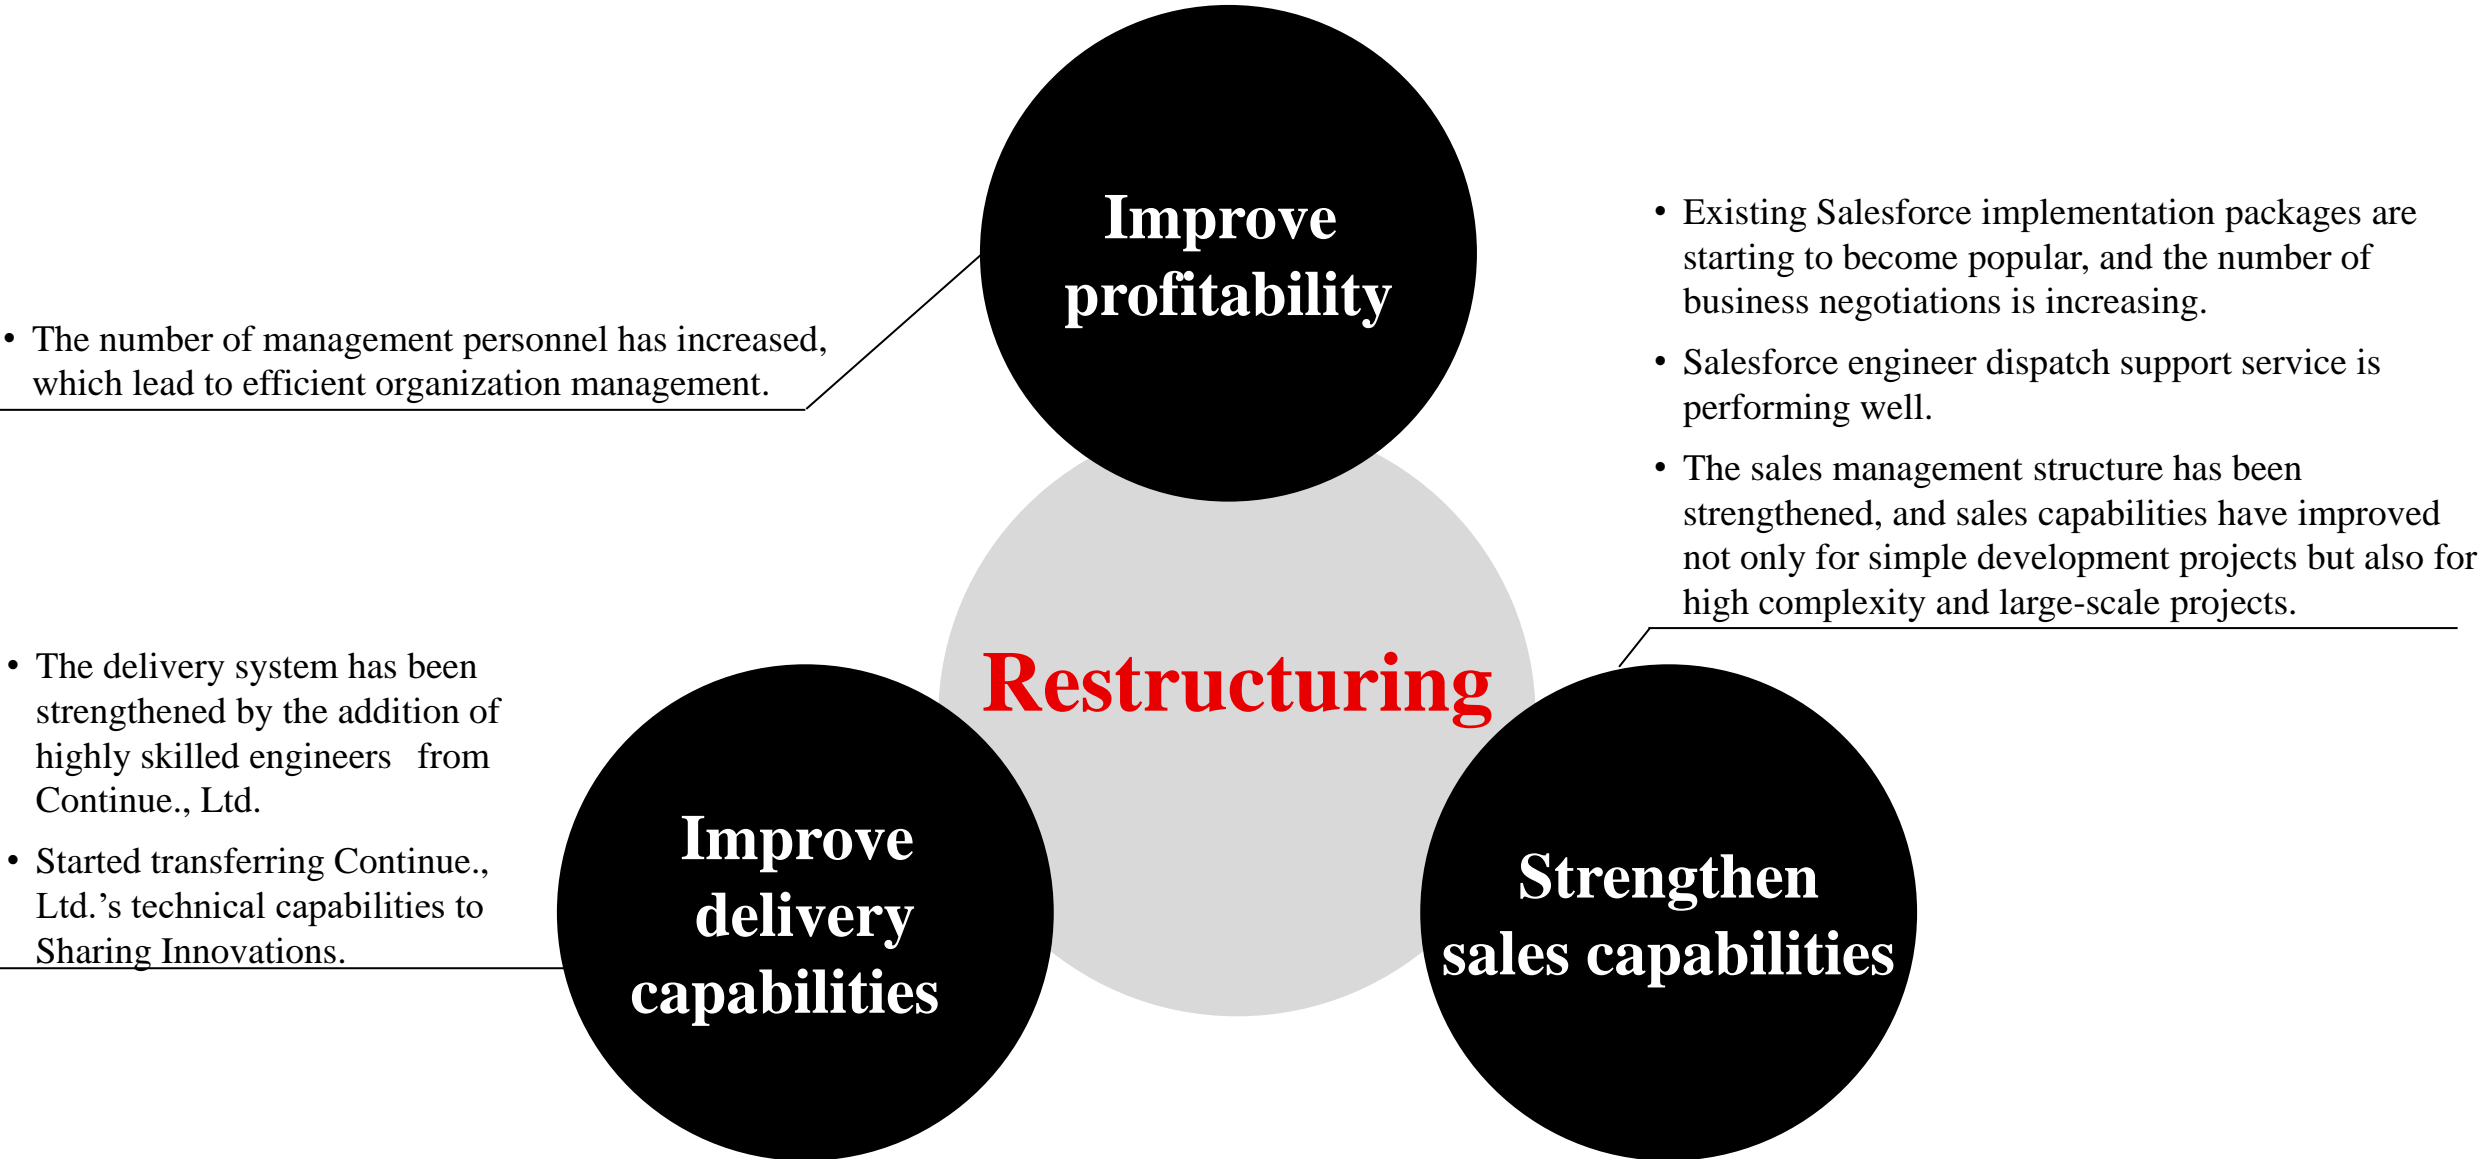 Improve
profitability
• The number of management personnel has increased,
which lead to efficient organization management.
• Existing Salesforce implementation packages are
starting to become popular, and the number of
business negotiations is increasing.
• Salesforce engineer dispatch support service is
performing well.
• The sales management structure has been
strengthened, and sales capabilities have improved
not only for simple development projects but also for
high complexity and large-scale projects.
Restructuring
• The delivery system has been
strengthened by the addition of
highly skilled engineers from
Continue., Ltd.
• Started transferring Continue.,
Ltd.’s technical capabilities to
Sharing Innovations.
Improve
delivery
capabilities
Strengthen
sales capabilities